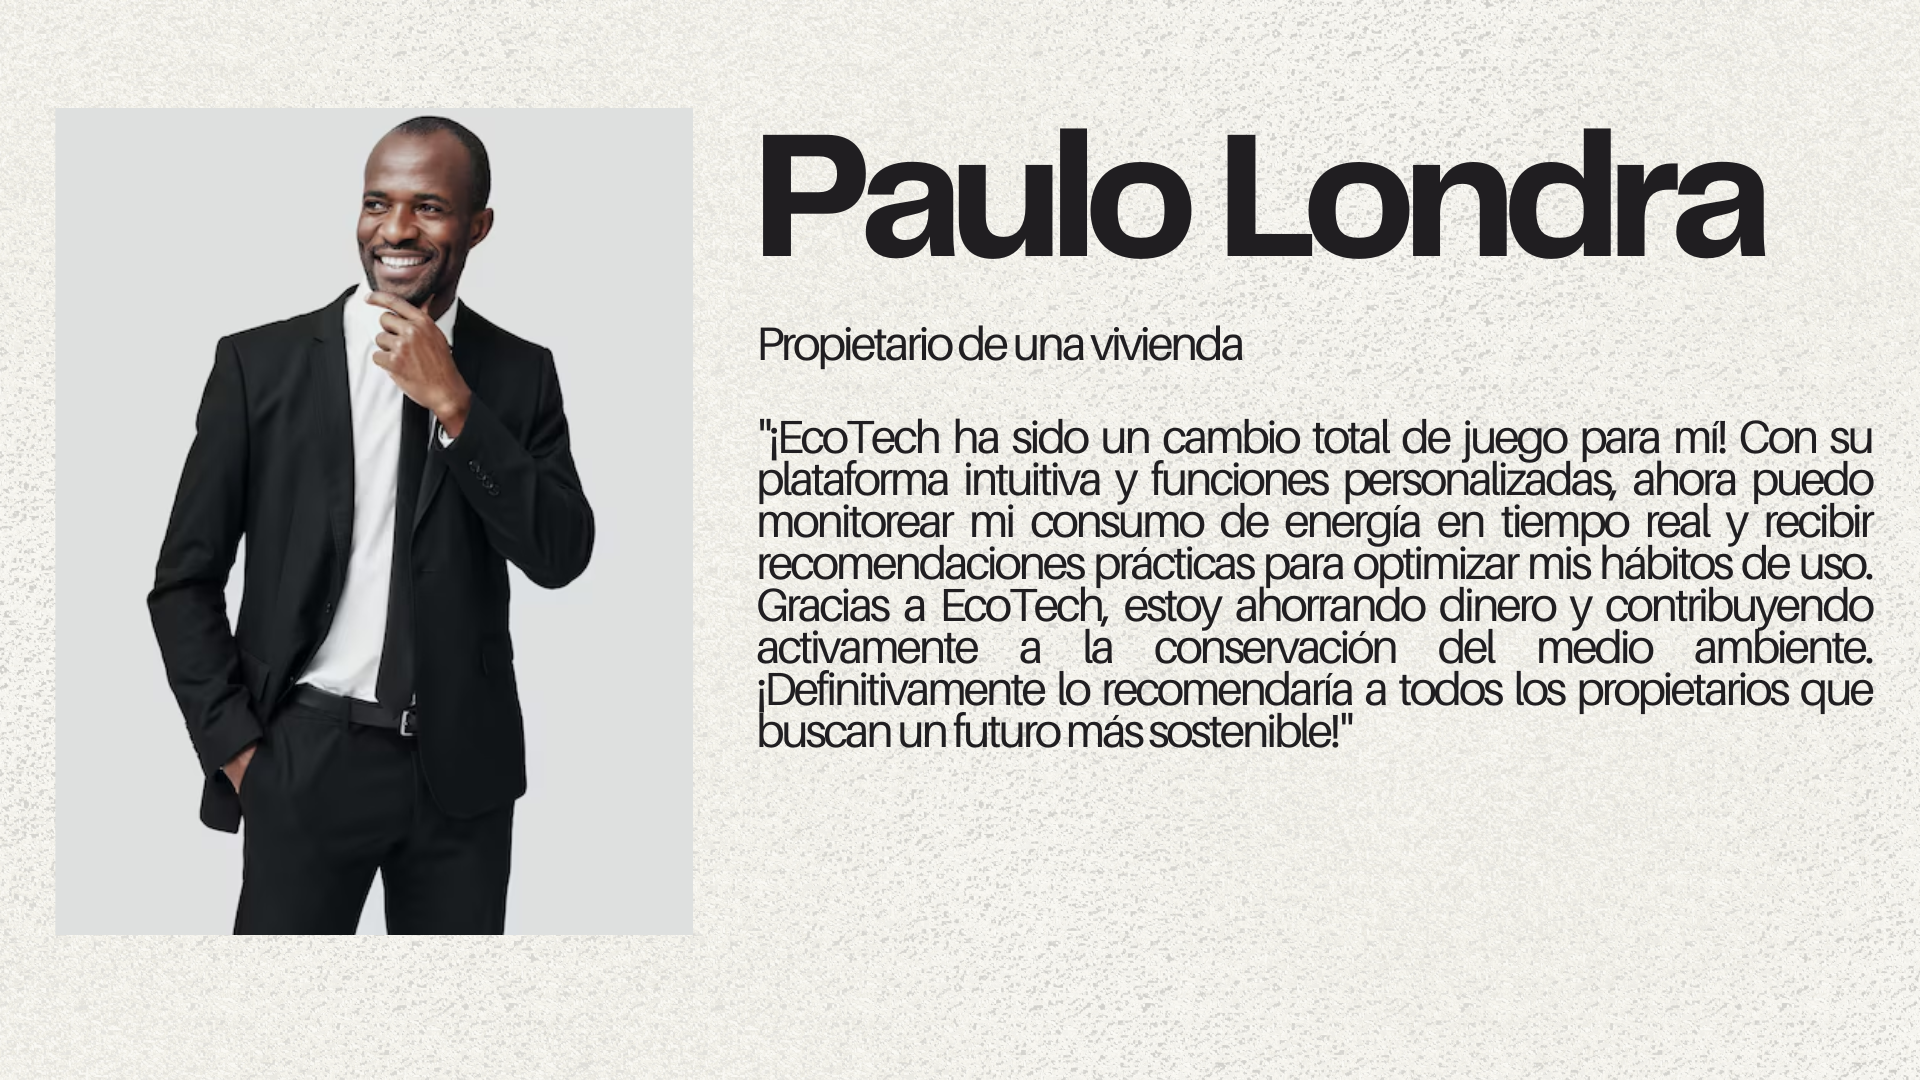 Paulo Londra
Propietario de una vivienda
"¡EcoTech ha sido un cambio total de juego para mí! Con su
plataforma intuitiva y funciones personalizadas, ahora puedo
monitorear mi consumo de energía en tiempo real y recibir
recomendaciones prácticas para optimizar mis hábitos de uso.
Gracias a EcoTech, estoy ahorrando dinero y contribuyendo
activamente a la conservación del medio ambiente.
¡Definitivamente lo recomendaría a todos los propietarios que
buscan un futuro más sostenible!"